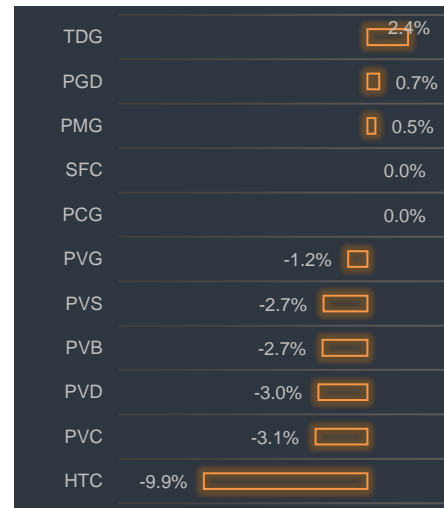 TDG 2.4%
PGD 0.7%
PMG 0.5%
SFC 0.0%
PCG 0.0%
PVG -1.2%
PVS -2.7%
PVB -2.7%
PVD -3.0%
PVC -3.1%
HTC -9.9%